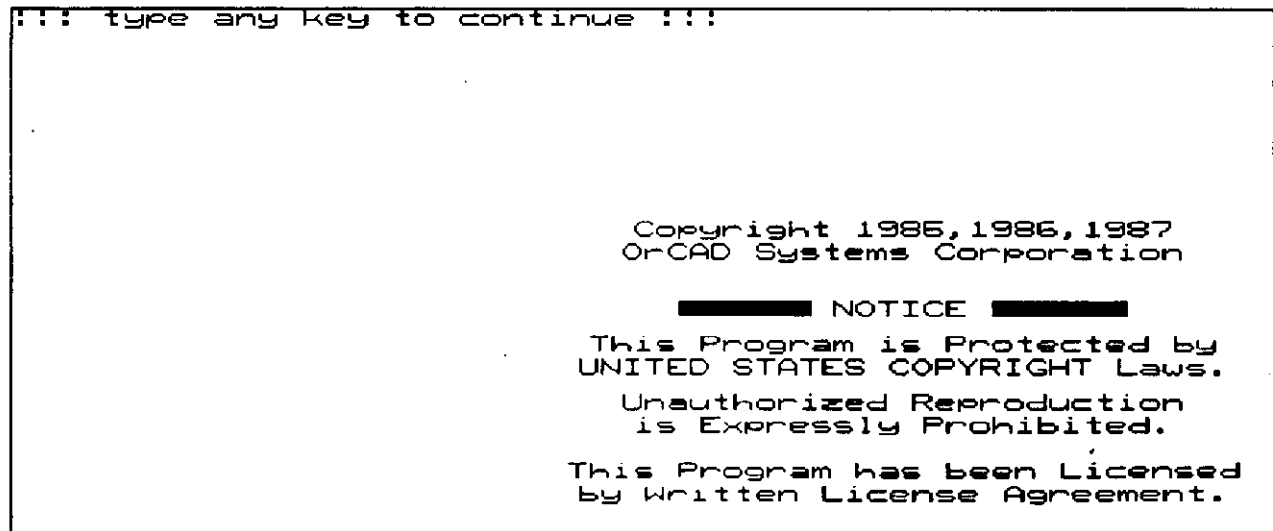 !!! type any key to continue !!!
Copyright 1985,1986,1987
OrCAD Systems Corporation
NOTICE
This Program is Protected by
UNITED STATES COPYRIGHT Laws.
Unauthorized Reproduction
is Expressly Prohibited.
This Program has been Licensed
by Written License Agreement.